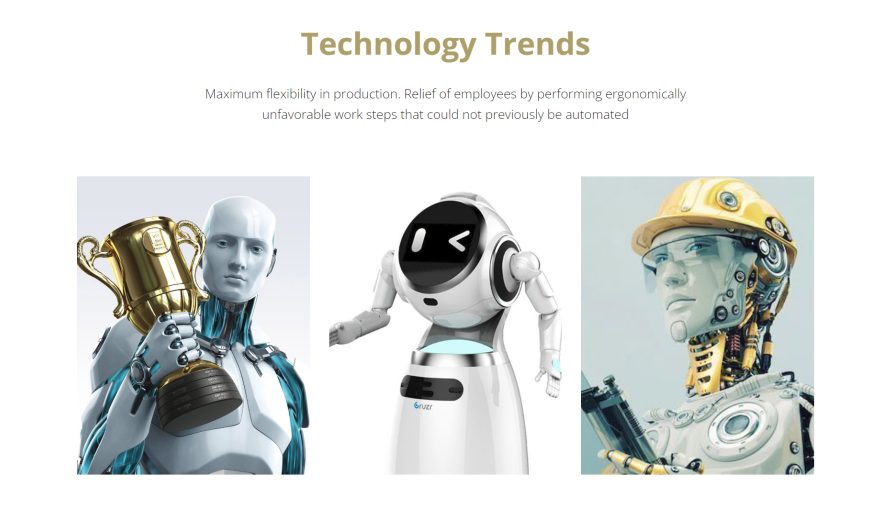 Technology Trends
Maximum flexibility in production. Relief of employees by performing ergonomically
unfavorable work steps that could not previously be automated
cruzr